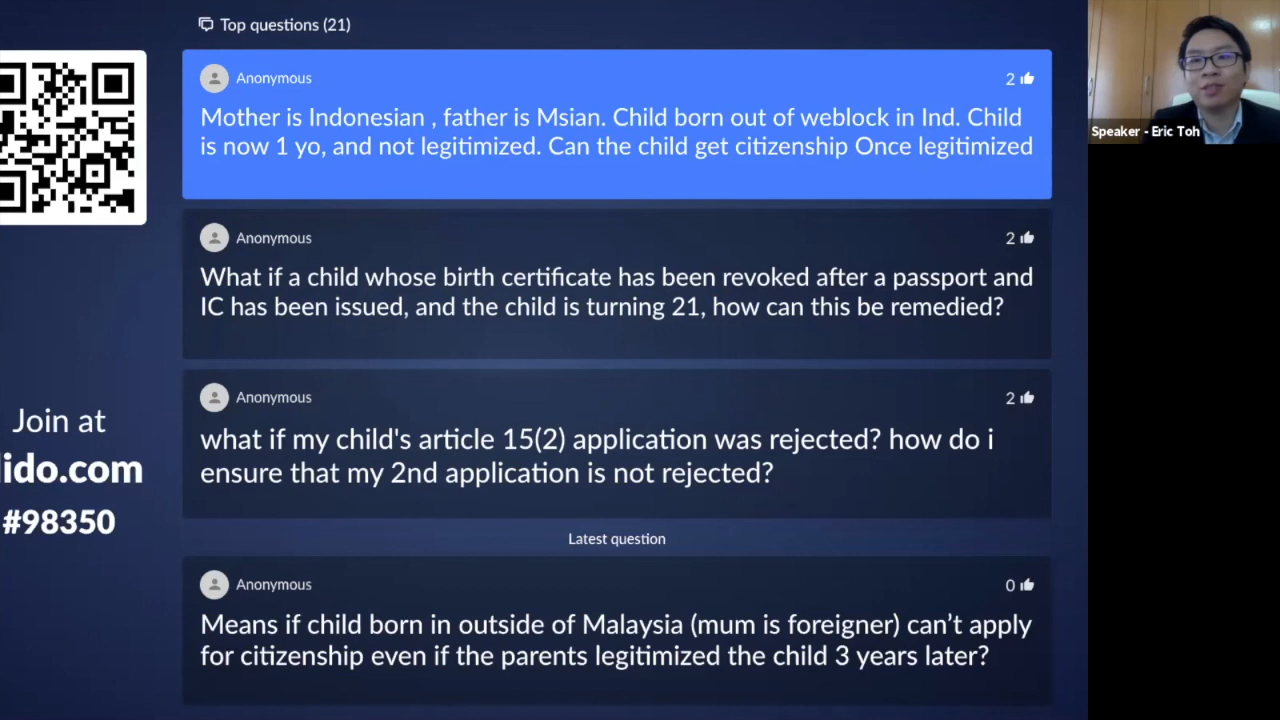 Top questions (21)
Anonymous
2
Mother is Indonesian , father is Msian. Child born out of weblock in Ind. Child
is now 1 yo, and not legitimized. Can the child get citizenship Once legitimized
Speaker - Eric Toh
Anonymous
2
What if a child whose birth certificate has been revoked after a passport and
IC has been issued, and the child is turning 21, how can this be remedied?
Anonymous
2
what if my child's article 15(2) application was rejected? how do i
ensure that my 2nd application is not rejected?
Join at
lido.com
#98350
Latest question
Anonymous
0
Means if child born in outside of Malaysia (mum is foreigner) can't apply
for citizenship even if the parents legitimized the child 3 years later?